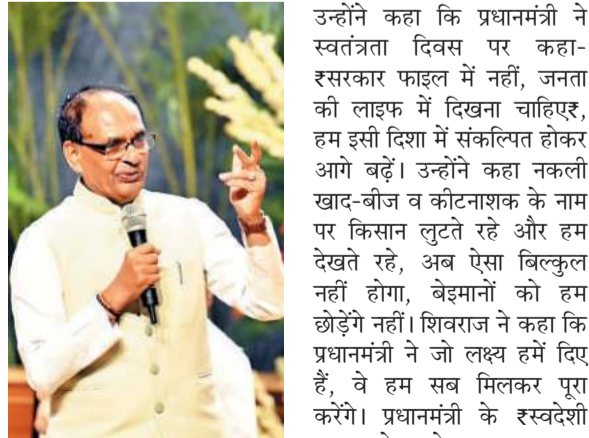 उन्होंने कहा कि प्रधानमंत्री ने
स्वतंत्रता दिवस पर कहा-
₹सरकार फाइल में नहीं, जनता
की लाइफ में दिखना चाहिए₹,
हम इसी दिशा में संकल्पित होकर
आगे बढ़ें। उन्होंने कहा नकली
खाद-बीज व कीटनाशक के नाम
पर किसान लुटते रहे और हम
देखते रहे, अब ऐसा बिल्कुल
नहीं होगा, बेइमानों को हम
छोड़ेंगे नहीं। शिवराज ने कहा कि
प्रधानमंत्री ने जो लक्ष्य हमें दिए
हैं, वे हम सब मिलकर पूरा
करेंगे। प्रधानमंत्री के ₹स्वदेशी